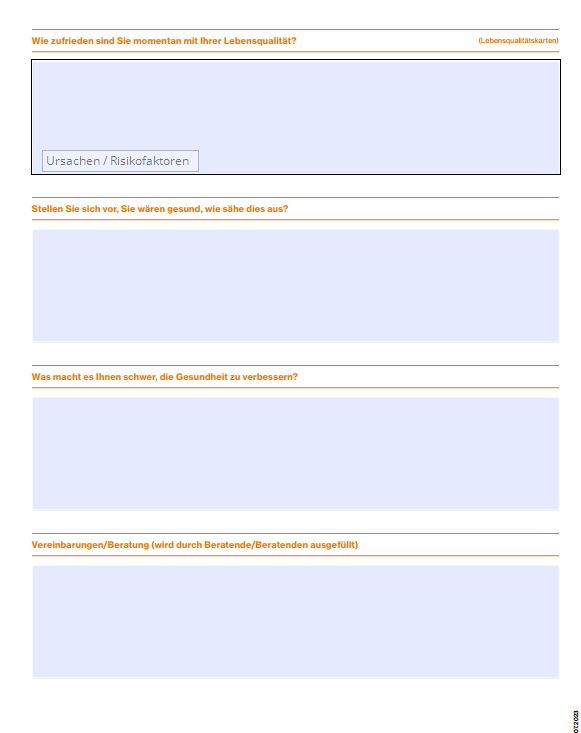 Wie zufrieden sind Sie momentan mit Ihrer Lebensqualität? (Lebensqualitätskarten)
Ursachen / Risikofaktoren
Stellen Sie sich vor, Sie wären gesund, wie sähe dies aus?
Was macht es Ihnen schwer, die Gesundheit zu verbessern?
Vereinbarungen/Beratung (wird durch Beratende/Beratenden ausgefüllt)